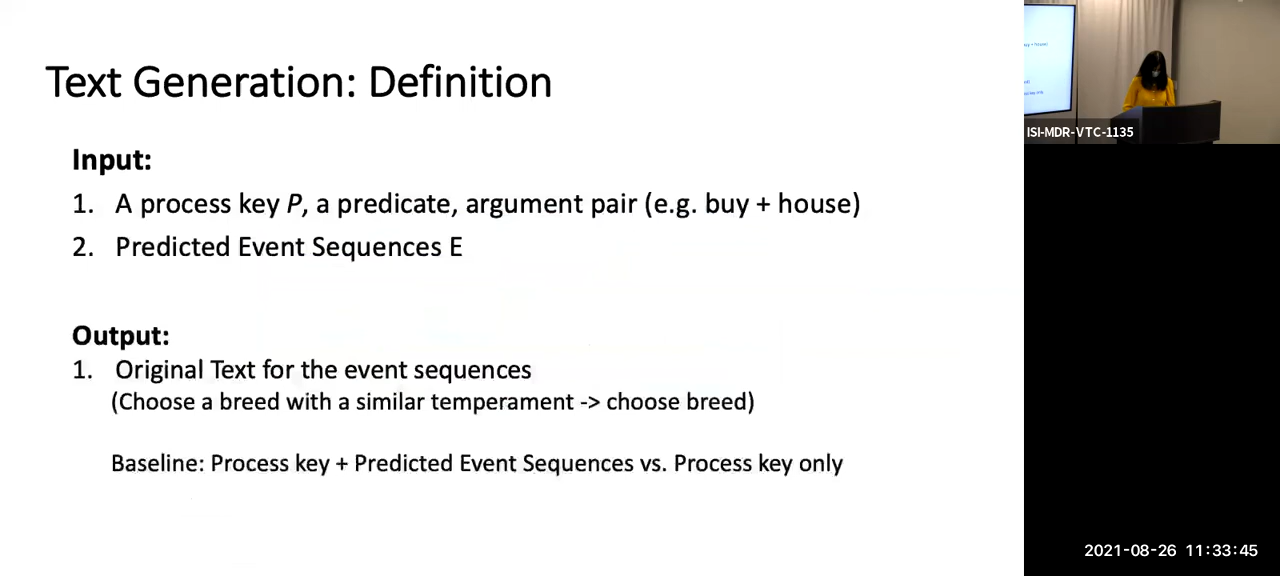 Text Generation: Definition
Input:
1. A process key P, a predicate, argument pair (e.g. buy + house)
2. Predicted Event Sequences E
Output:
1. Original Text for the event sequences
(Choose a breed with a similar temperament -> choose breed)
Baseline: Process key + Predicted Event Sequences vs. Process key only
ISI-MDR-VTC-1135
2021-08-26 11:33:45